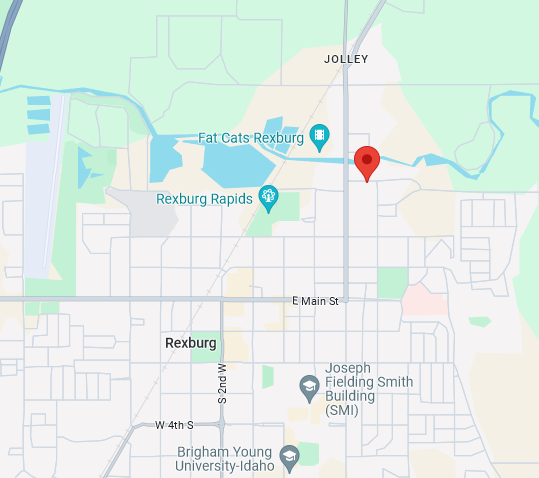 JOLLEY
Fat Cats Rexburg
Rexburg Rapids
E Main St
Rexburg
S 2nd W
Joseph
Fielding Smith
Building
(SMI)
W 4th S
Brigham Young
University-Idaho